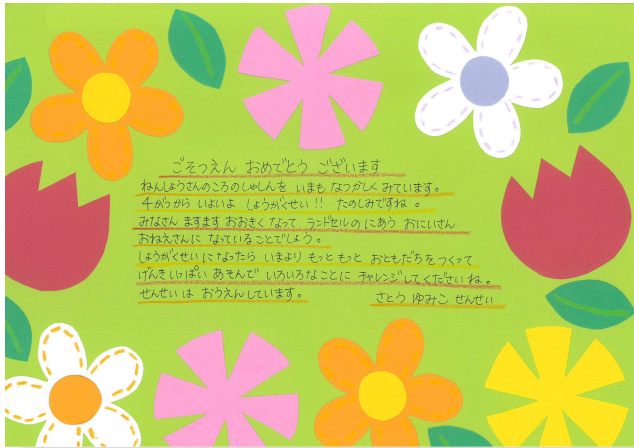 ごそつえん おめでとう ございます
ねんしょうさんのころのしゃしんを いまも なつかしく みています。
4がつから いよいよ しょうがくせい!! たのしみですね。
みなさん ますます おおきく なって ランドセルの にあう おにいさん
おねえさんに なっていることでしょう。
しょうがくせいに なったら いまより もっと もっと おともだちを つくって
げんき いっぱい あそんで いろいろなことに チャレンジしてくださいね。
せんせいは おうえんしています。 さとう ゆみこ せんせい